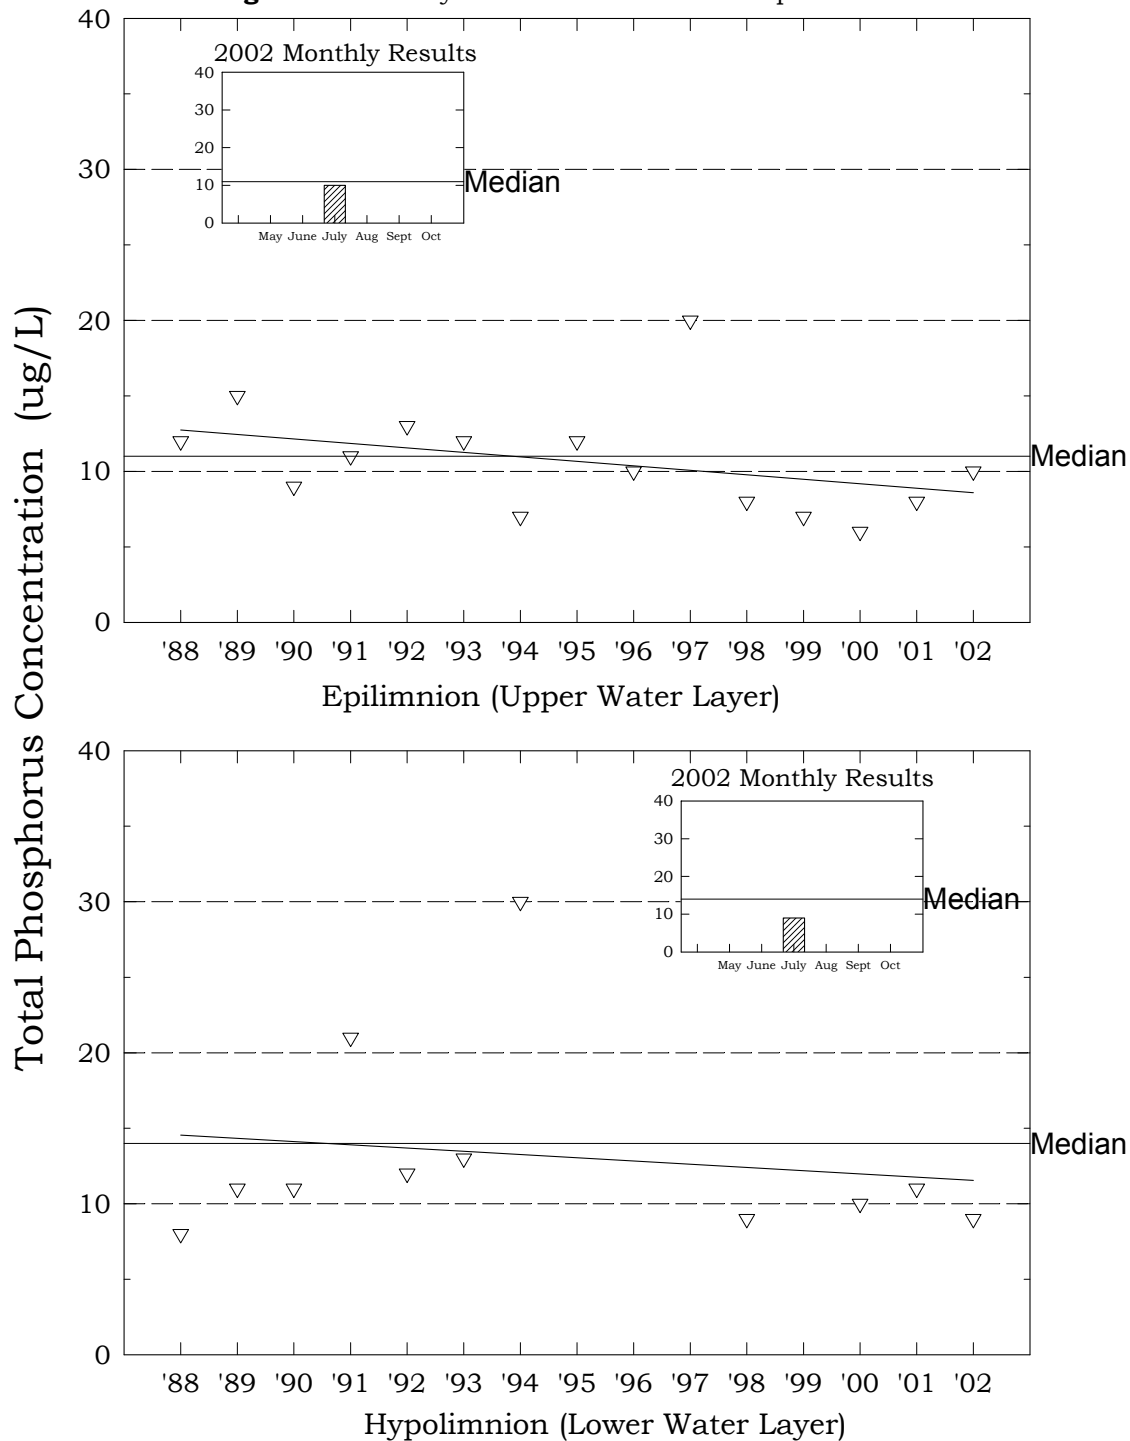 40
2002 Monthly Results
40
30
20
10
0
Median
May June July Aug Sept Oct
30
20
10
0
Median
'88 '89 '90 '91 '92 '93 '94 '95 '96 '97 '98 '99 '00 '01 '02
Epilimnion (Upper Water Layer)
Total Phosphorus Concentration (ug/L)
40
2002 Monthly Results
40
30
20
10
0
Median
May June July Aug Sept Oct
30
20
10
0
Median
'88 '89 '90 '91 '92 '93 '94 '95 '96 '97 '98 '99 '00 '01 '02
Hypolimnion (Lower Water Layer)